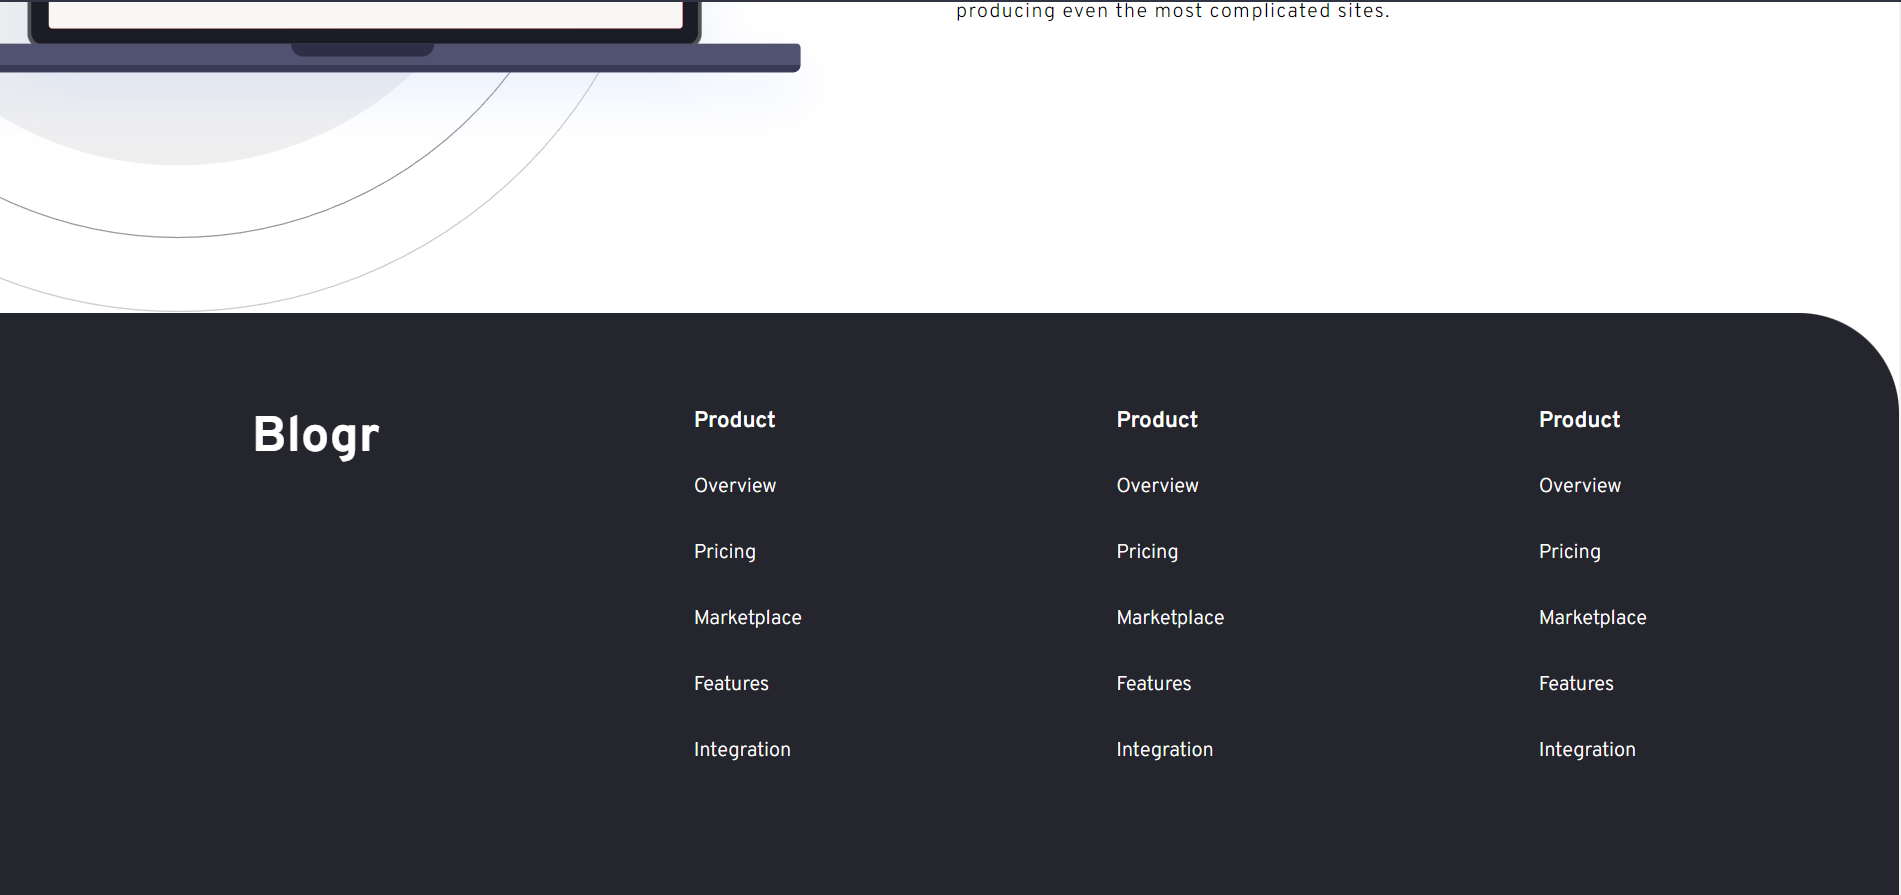 producing even the most complicated sites.
Blogr
Product
Overview
Pricing
Marketplace
Features
Integration
Product
Overview
Pricing
Marketplace
Features
Integration
Product
Overview
Pricing
Marketplace
Features
Integration